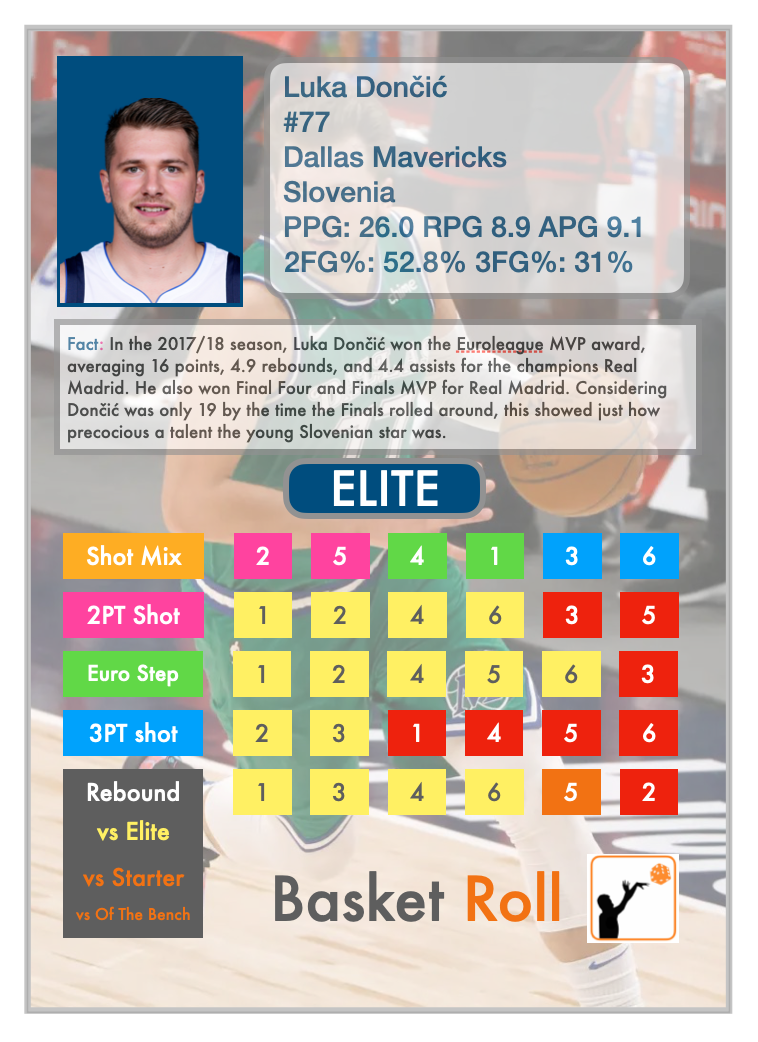 Luka Dončić
#77
Dallas Mavericks
Slovenia
PPG: 26.0 RPG 8.9 APG 9.1
2FG%: 52.8% 3FG%: 31%
Fact: In the 2017/18 season, Luka Dončić won the Euroleague MVP award,
averaging 16 points, 4.9 rebounds, and 4.4 assists for the champions Real
Madrid. He also won Final Four and Finals MVP for Real Madrid. Considering
Dončić was only 19 by the time the Finals rolled around, this showed just how
precocious a talent the young Slovenian star was.
chime
ELITE
Shot Mix 2 5 4 1 3 6
2PT Shot 1 2 4 6 3 5
Euro Step 1 2 4 5 6 3
3PT shot 2 3 1 4 5 6
Rebound 1 3 4 6 5 2
vs Elite
vs Starter
vs Of The Bench
Basket Roll